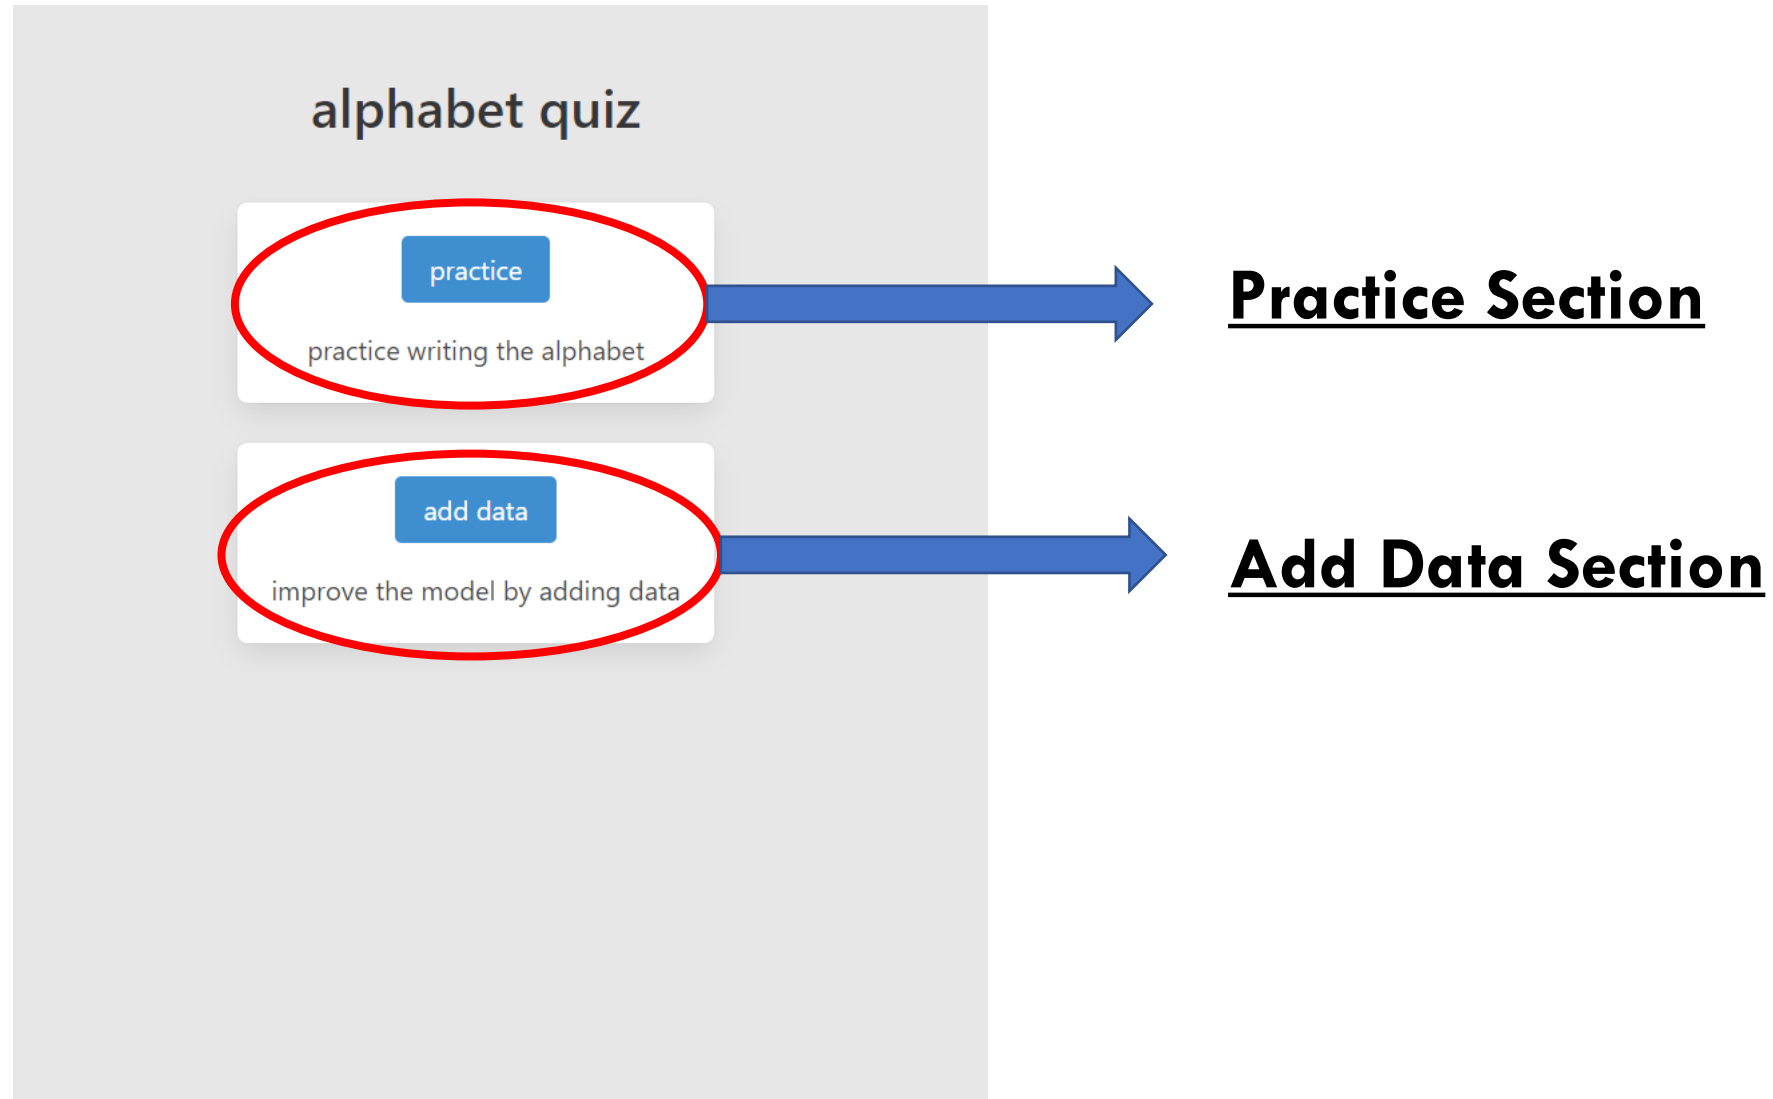 alphabet quiz
practice
practice writing the alphabet
Practice Section
add data
improve the model by adding data
Add Data Section